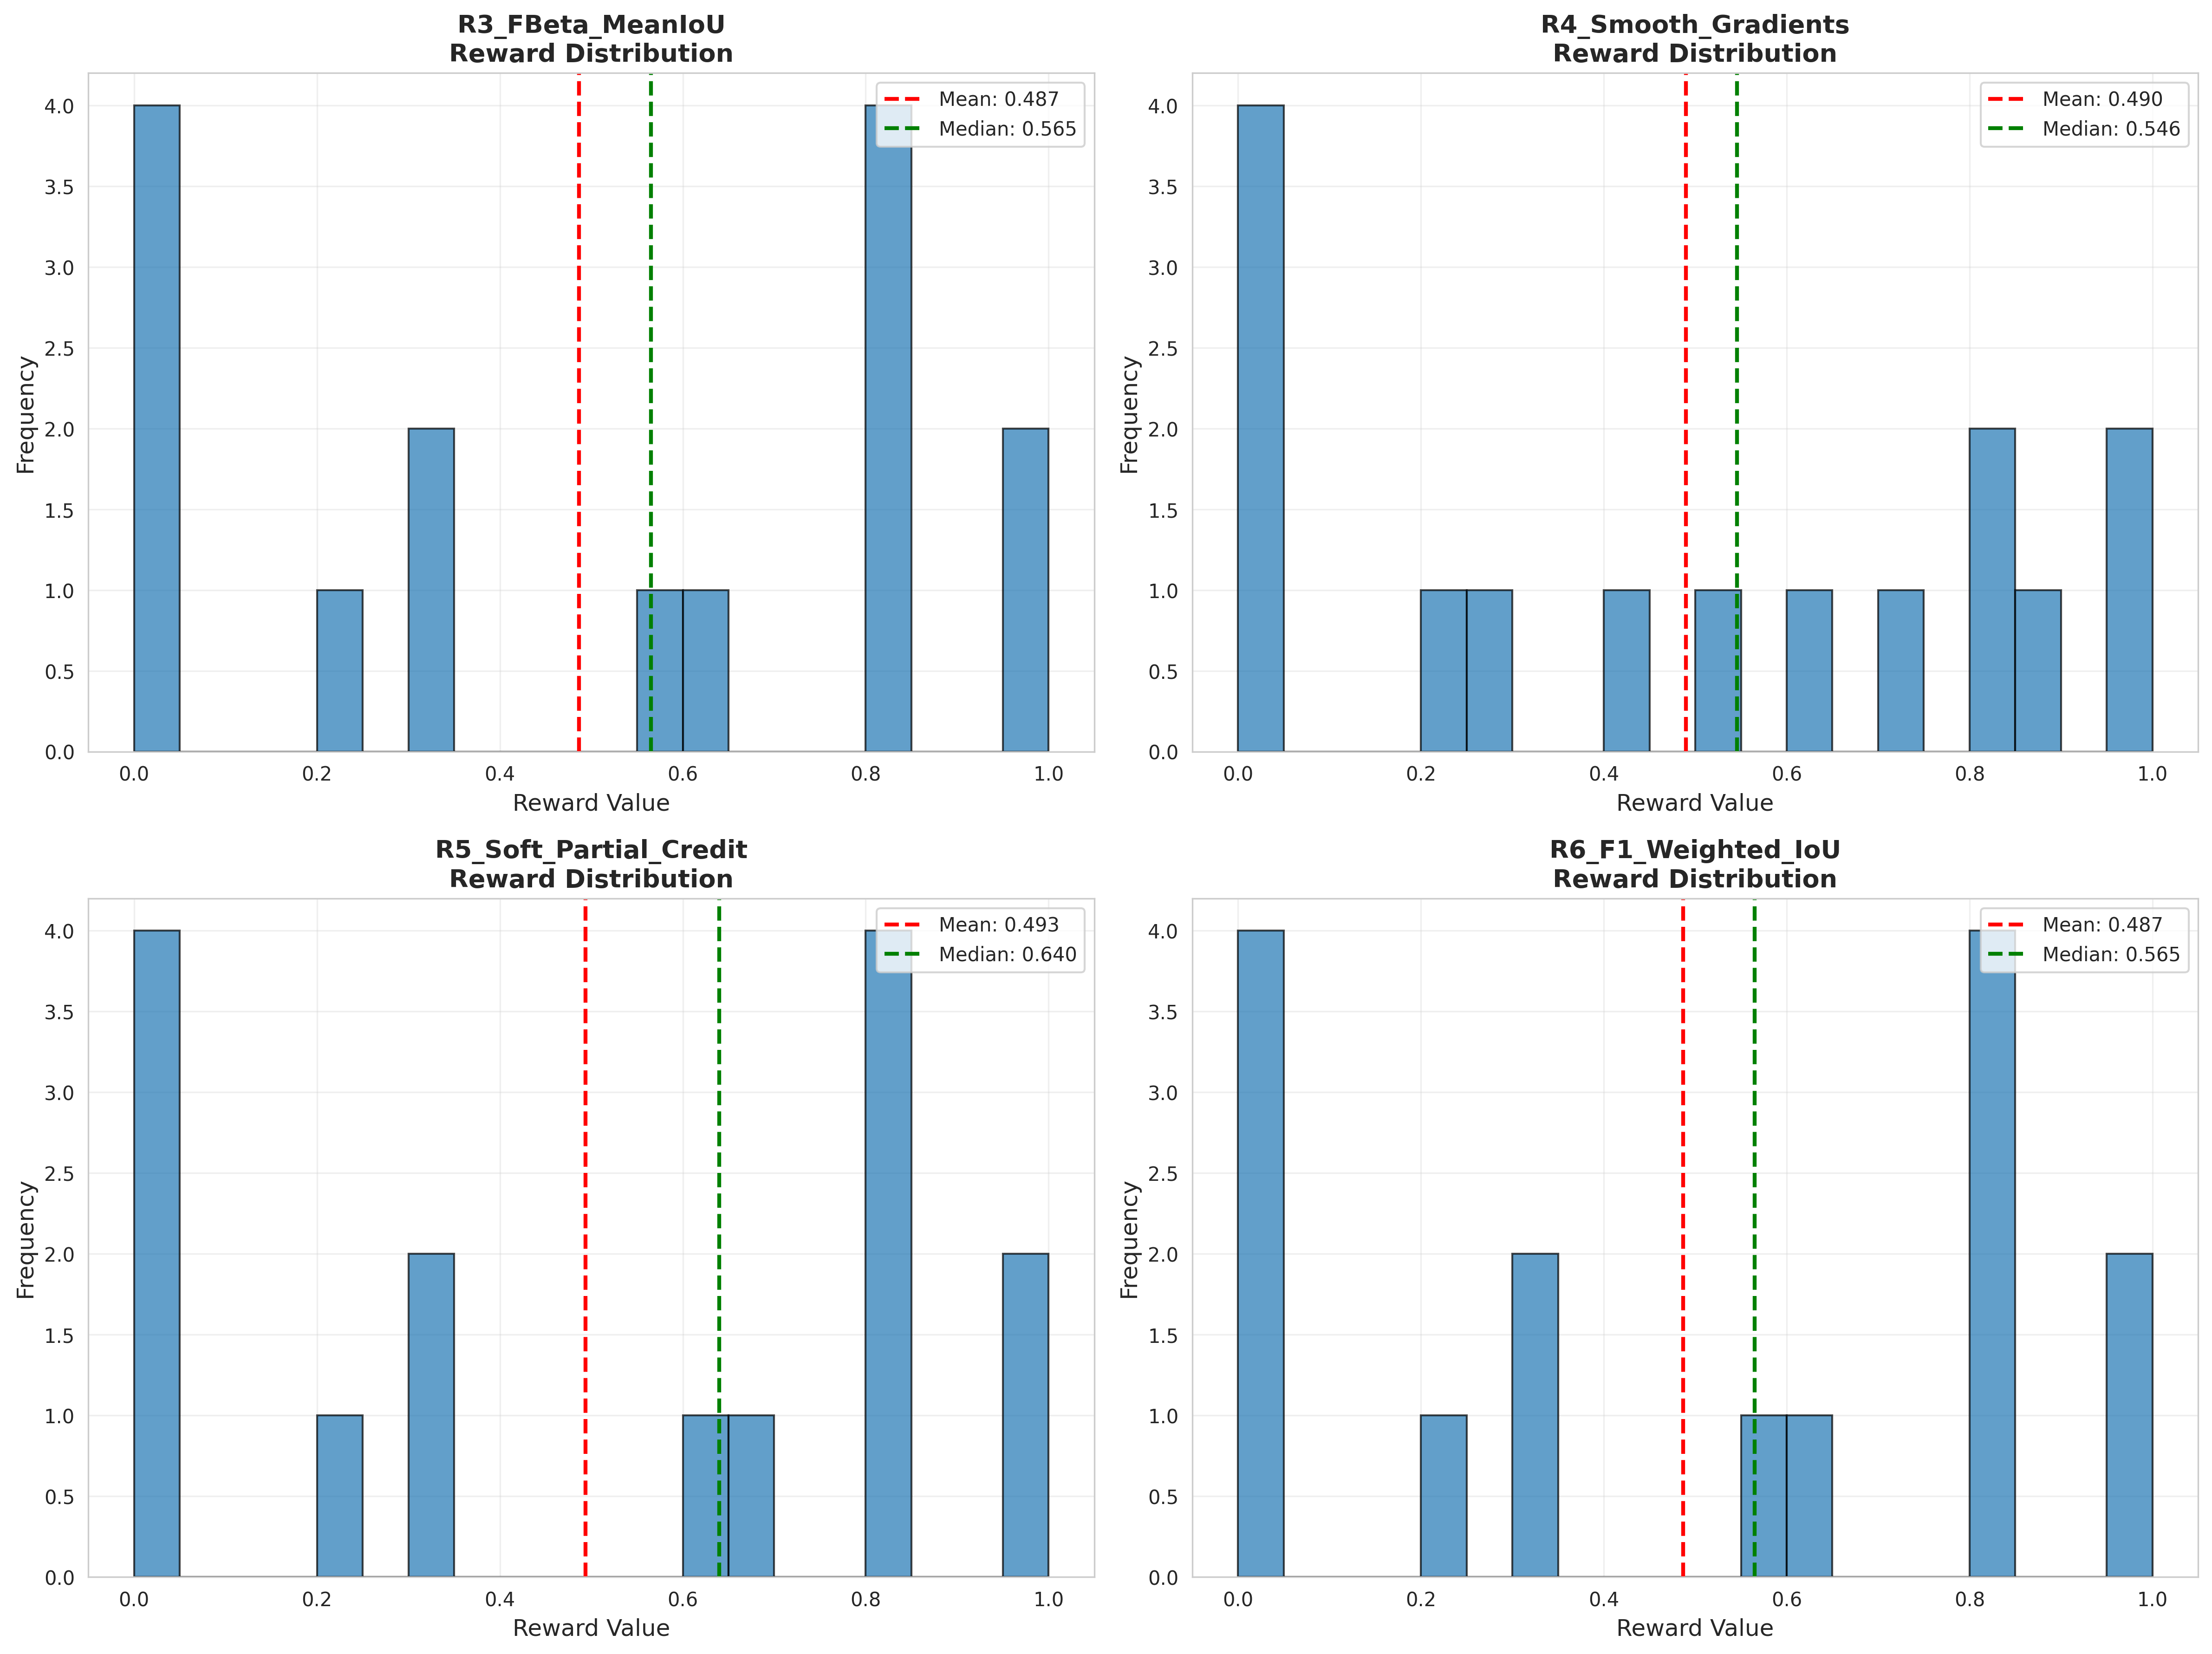 R3_FBeta_MeanIoU
Reward Distribution
Mean: 0.487
Median: 0.565
Frequency
4.0
3.5
3.0
2.5
2.0
1.5
1.0
0.5
0.0
0.0 0.2 0.4 0.6 0.8 1.0
Reward Value
R4_Smooth_Gradients
Reward Distribution
Mean: 0.490
Median: 0.546
Frequency
4.0
3.5
3.0
2.5
2.0
1.5
1.0
0.5
0.0
0.0 0.2 0.4 0.6 0.8 1.0
Reward Value
R5_Soft_Partial_Credit
Reward Distribution
Mean: 0.493
Median: 0.640
Frequency
4.0
3.5
3.0
2.5
2.0
1.5
1.0
0.5
0.0
0.0 0.2 0.4 0.6 0.8 1.0
Reward Value
R6_F1_Weighted_IoU
Reward Distribution
Mean: 0.487
Median: 0.565
Frequency
4.0
3.5
3.0
2.5
2.0
1.5
1.0
0.5
0.0
0.0 0.2 0.4 0.6 0.8 1.0
Reward Value